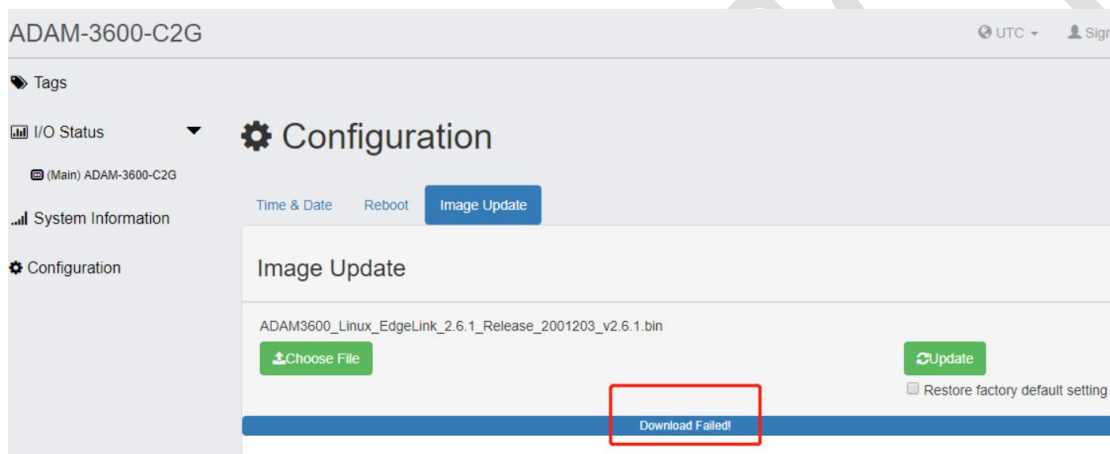 ADAM-3600-C2G
UTC
Tags
I/O Status
(Main) ADAM-3600-C2G
System Information
Configuration
Configuration
Time & Date Reboot Image Update
Image Update
ADAM3600_Linux_EdgeLink_2.6.1_Release_2001203_v2.6.1.bin
Choose File
Update
Restore factory default setting
Download Failed!